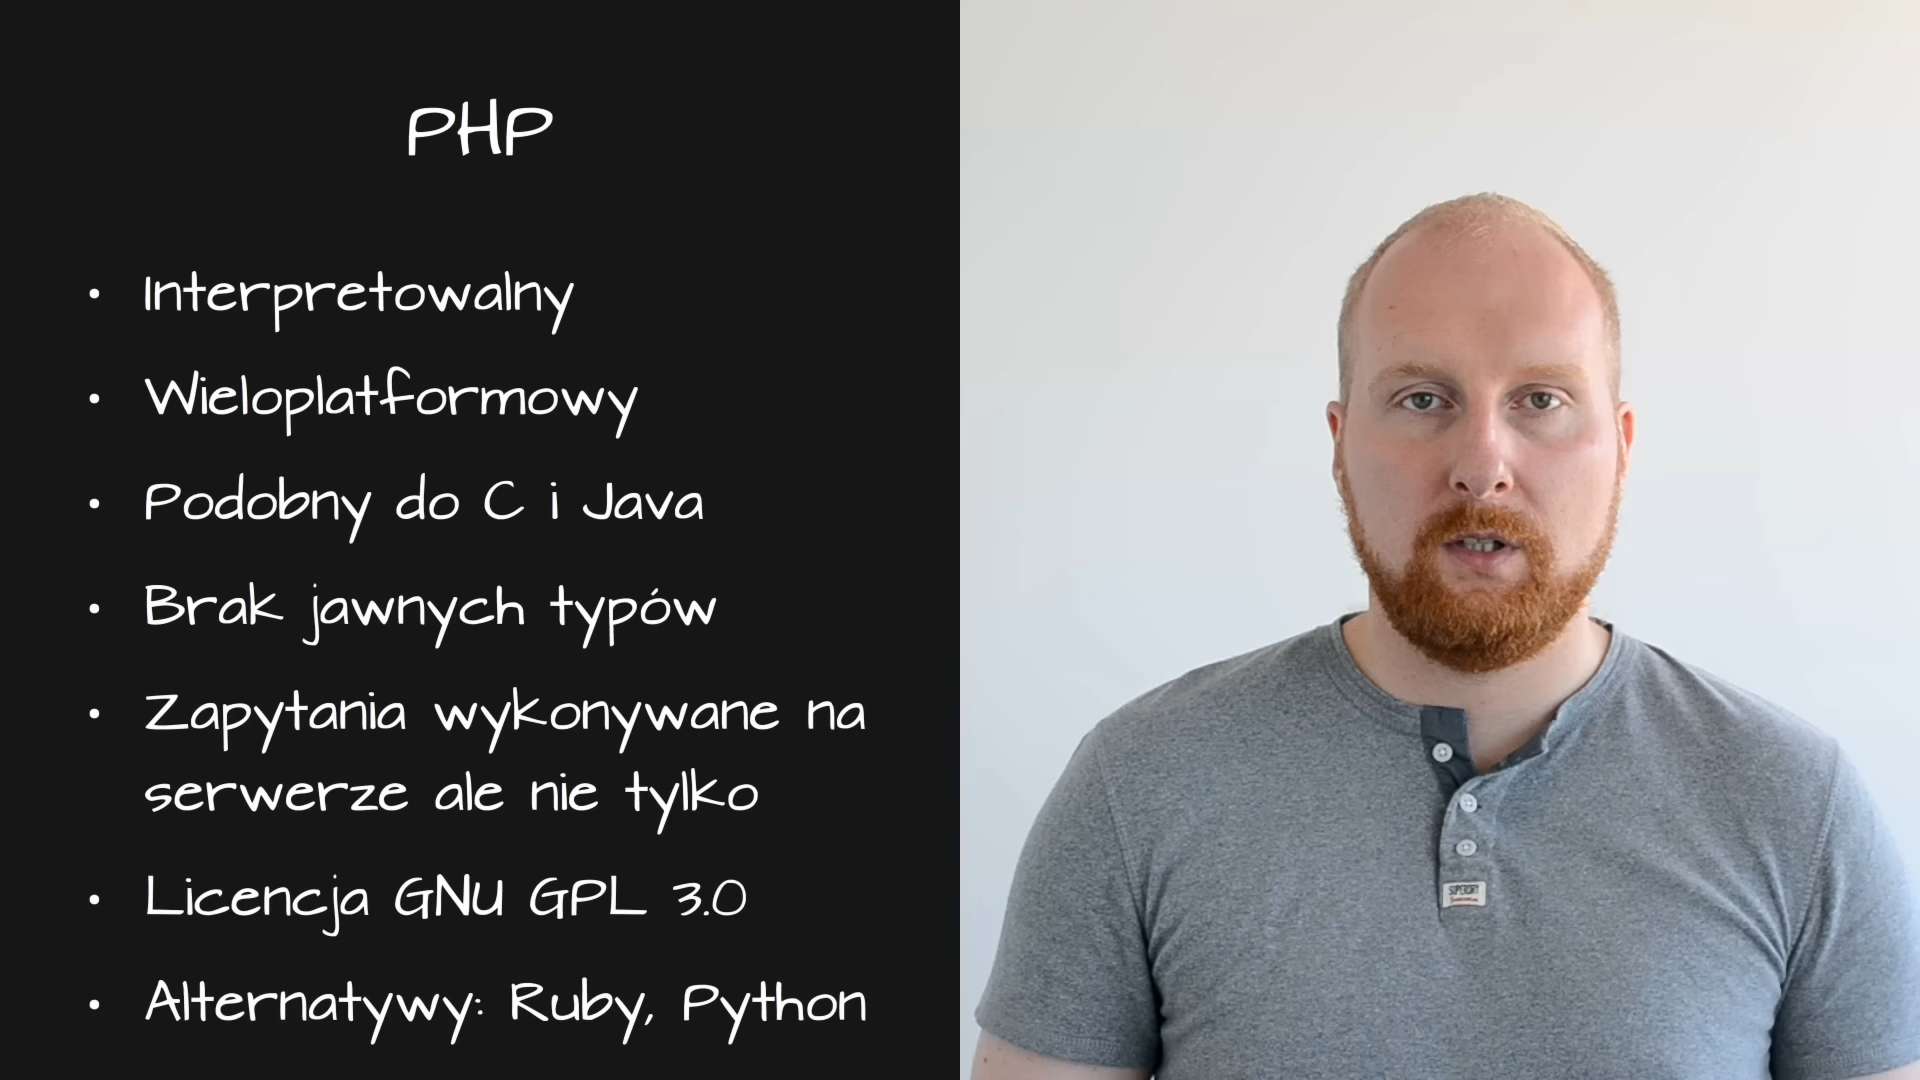 PHP
• Interpretowalny
• Wieloplatformowy
• Podobny do C i Java
• Brak jawnych typów
• Zapytania wykonywane na
serwerze ale nie tylko
• Licencja GNU GPL 3.0
• Alternatywy: Ruby, Python
SUPERDRY